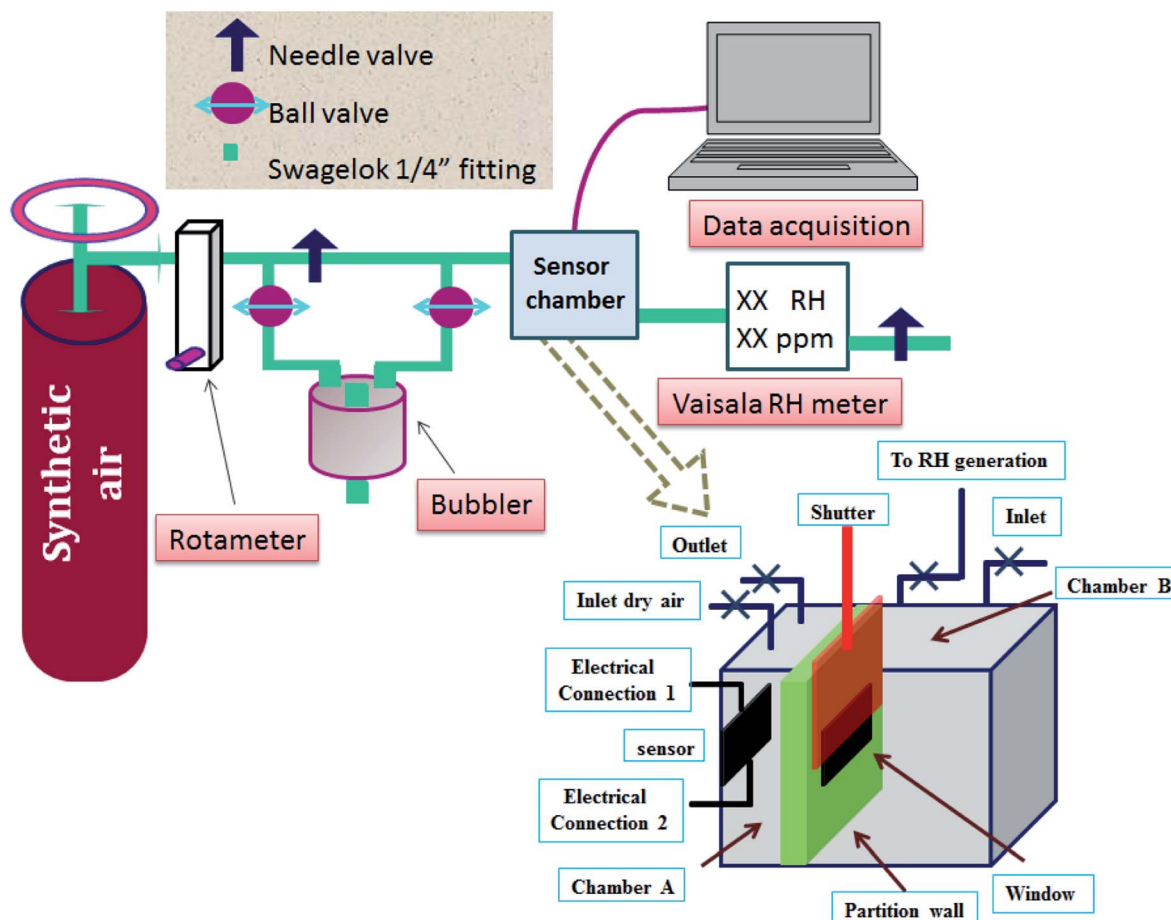 Needle valve
Ball valve
Swagelok 1/4” fitting
Synthetic
air
Rotameter
Bubbler
Sensor
chamber
Data acquisition
XX RH
XX ppm
Vaisala RH meter
To RH generation
Shutter
Inlet
Outlet
Inlet dry air
Chamber B
Electrical
Connection 1
sensor
Electrical
Connection 2
Chamber A
Partition wall
Window